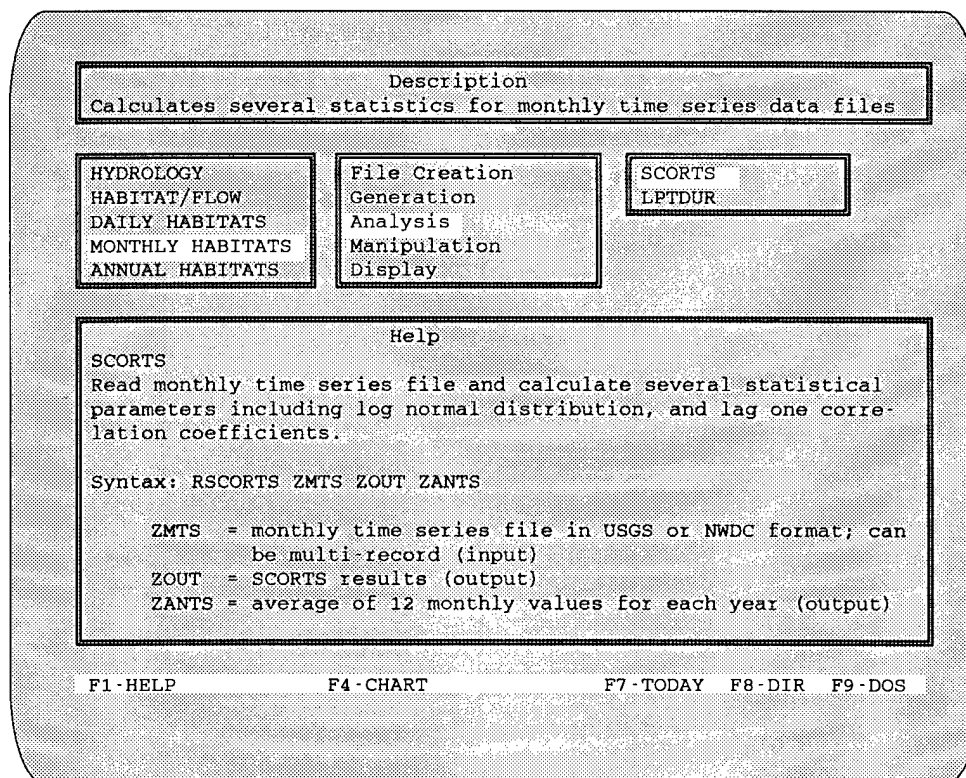 Description
Calculates several statistics for monthly time series data files
HYDROLOGY
HABITAT/FLOW
DAILY HABITATS
MONTHLY HABITATS
ANNUAL HABITATS
File Creation
Generation
Analysis
Manipulation
Display
SCORTS
LPTDUR
Help
SCORTS
Read monthly time series file and calculate several statistical
parameters including log normal distribution, and lag one corre-
lation coefficients.
Syntax: RSCORTS ZMTS ZOUT ZANTS
ZMTS = monthly time series file in USGS or NWDC format; can
be multi-record (input)
ZOUT = SCORTS results (output)
ZANTS = average of 12 monthly values for each year (output)
F1-HELP F4-CHART F7-TODAY F8-DIR F9-DOS